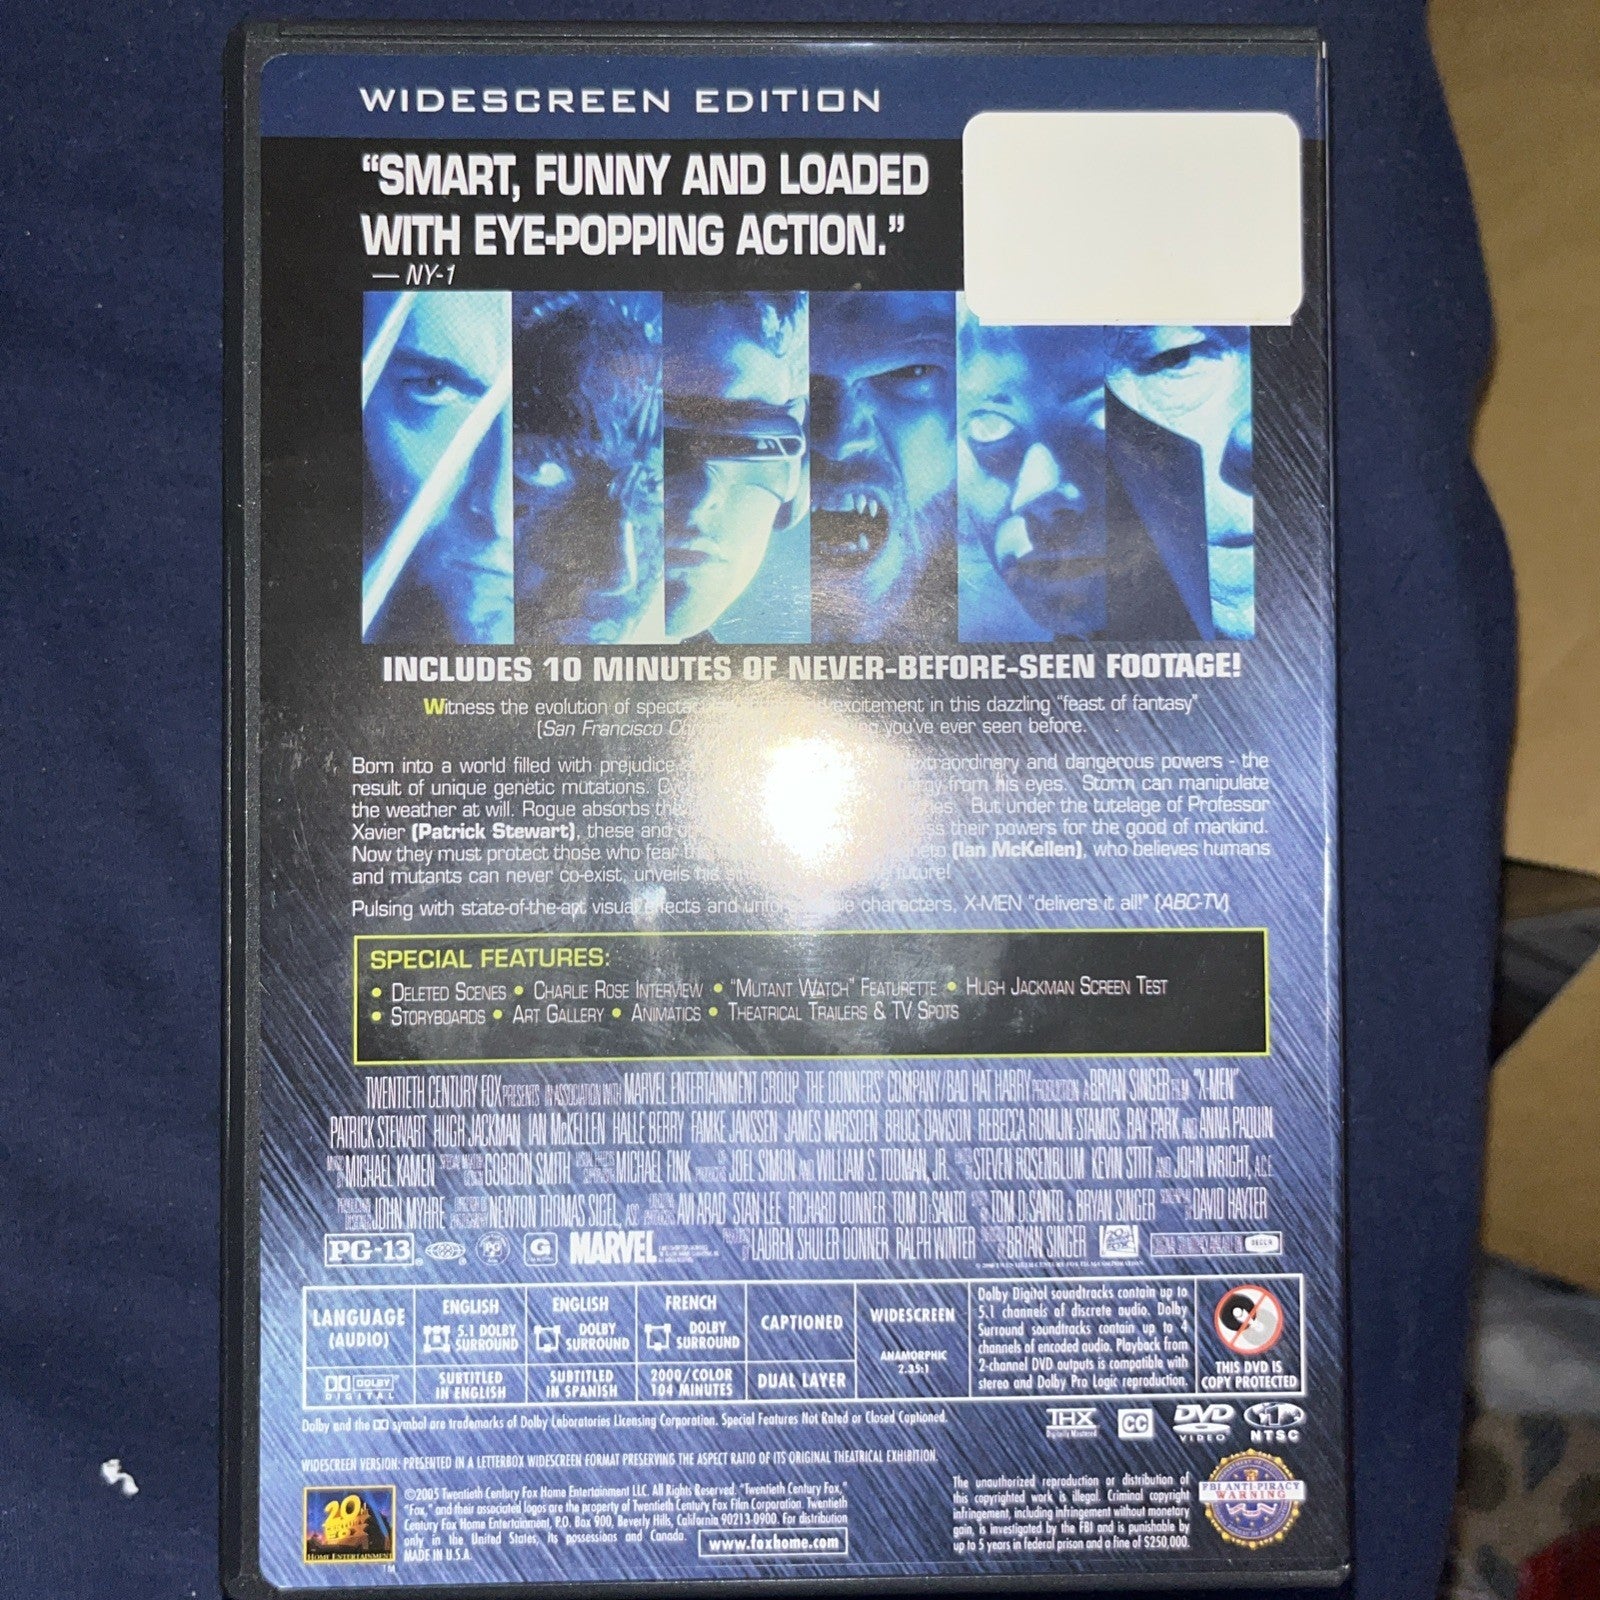 WIDESCREEN EDITION
“SMART, FUNNY AND LOADED
WITH EYE-POPPING ACTION.”
— NY-1
INCLUDES 10 MINUTES OF NEVER-BEFORE-SEEN FOOTAGE!
Witness the evolution of excitement in this dazzling "feast of fantasy"
(San Francisco you've ever seen before.
Born into a world filled with prejudice extraordinary and dangerous powers - the
result of unique genetic mutations. from his eyes. Storm can manipulate
the weather at will. Rogue absorbs But under the tutelage of Professor
Xavier (Patrick Stewart), these and their powers for the good of mankind.
Now they must protect those who fear (Ian McKellen), who believes humans
and mutants can never co-exist, unveils his future!
Pulsing with state-of-the-art visual effects and characters, X-MEN "delivers it all!" (ABC-TV)
SPECIAL FEATURES:
• DELETED SCENES • CHARLIE ROSE INTERVIEW • "MUTANT WATCH" FEATURETTE • HUGH JACKMAN SCREEN TEST
• STORYBOARDS • ART GALLERY • ANIMATICS • THEATRICAL TRAILERS & TV SPOTS
TWENTIETH CENTURY FOX PRESENTS IN ASSOCIATION WITH MARVEL ENTERTAINMENT GROUP THE DONNERS' COMPANY/BAD HAT HARRY PRODUCTION A BRYAN SINGER FILM "X-MEN"
PATRICK STEWART HUGH JACKMAN IAN McKELLEN HALLE BERRY FAMKE JANSSEN JAMES MARSDEN BRUCE DAVISON REBECCA ROMIJN-STAMOS RAY PARK AND ANNA PAQUIN
MICHAEL KAMEN GORDON SMITH MICHAEL FINK JOEL SIMON AND WILLIAM S. TODMAN, JR. STEVEN ROSENBLUM KEVIN STITT AND JOHN WRIGHT, A.C.E.
JOHN MYHRE NEWTON THOMAS SIGEL, ASC AVI ARAD STAN LEE RICHARD DONNER TOM DeSANTO TOM DeSANTO & BRYAN SINGER DAVID HAYTER
PG-13 G MARVEL LAUREN SHULER DONNER RALPH WINTER BRYAN SINGER DECCA
LANGUAGE
(AUDIO)
DOLBY
DIGITAL
ENGLISH
5.1 DOLBY
SURROUND
ENGLISH
DOLBY
SURROUND
FRENCH
DOLBY
SURROUND
CAPTIONED
SUBTITLED
IN ENGLISH
SUBTITLED
IN SPANISH
2000/COLOR
104 MINUTES
DUAL LAYER
WIDESCREEN
ANAMORPHIC
2.35:1
Dolby Digital soundtracks contain up to
5.1 channels of discrete audio. Dolby
Surround soundtracks contain up to 4
channels of encoded audio. Playback from
2-channel DVD outputs is compatible with
stereo and Dolby Pro Logic reproduction.
THIS DVD IS
COPY PROTECTED
Dolby and the symbol are trademarks of Dolby Laboratories Licensing Corporation. Special Features Not Rated or Closed Captioned.
THX
Digitally Mastered
CC
DVD
VIDEO
NTSC
WIDESCREEN VERSION: PRESENTED IN A LETTERBOX WIDESCREEN FORMAT PRESERVING THE ASPECT RATIO OF ITS ORIGINAL THEATRICAL EXHIBITION.
20
HOME ENTERTAINMENT
TM
©2005 Twentieth Century Fox Home Entertainment LLC. All Rights Reserved. "Twentieth Century Fox,"
"Fox," and their associated logos are the property of Twentieth Century Fox Film Corporation. Twentieth
Century Fox Home Entertainment, P.O. Box 900, Beverly Hills, California 90213-0900. For distribution
only in the United States, its possessions and Canada.
MADE IN U.S.A.
www.foxhome.com
The unauthorized reproduction or distribution of
this copyrighted work is illegal. Criminal copyright
infringement, including infringement without monetary
gain, is investigated by the FBI and is punishable by
up to 5 years in federal prison and a fine of $250,000.
FBI ANTI-PIRACY
WARNING